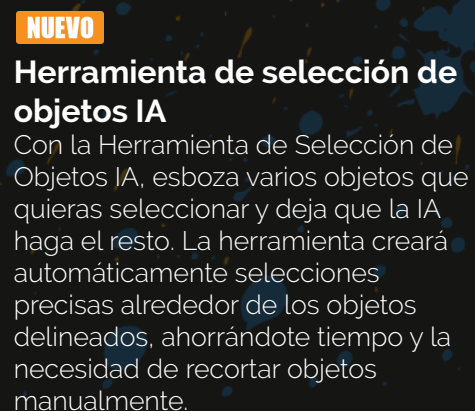 NUEVO
Herramienta de selección de
objetos IA
Con la Herramienta de Selección de
Objetos IA, esboza varios objetos que
quieras seleccionar y deja que la IA
haga el resto. La herramienta creará
automáticamente selecciones
precisas alrededor de los objetos
delineados, ahorrándote tiempo y la
necesidad de recortar objetos
manualmente.